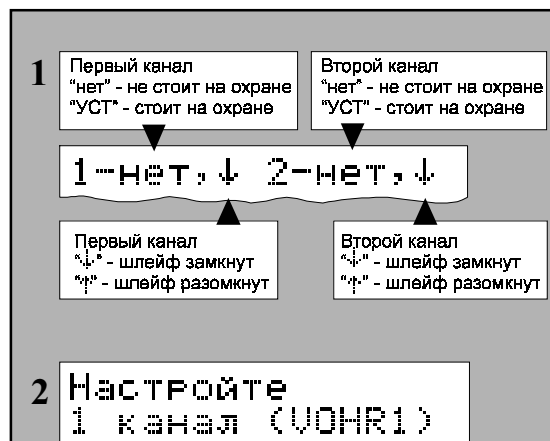 1
Первый канал
"нет" - не стоит на охране
"УСТ" - стоит на охране
Второй канал
"нет" - не стоит на охране
"УСТ" - стоит на охране
1-нет,↓ 2-нет,↓
Первый канал
"↓" - шлейф замкнут
"↑" - шлейф разомкнут
Второй канал
"↓" - шлейф замкнут
"↑" - шлейф разомкнут
2
Настройте
1 канал (VOHR1)